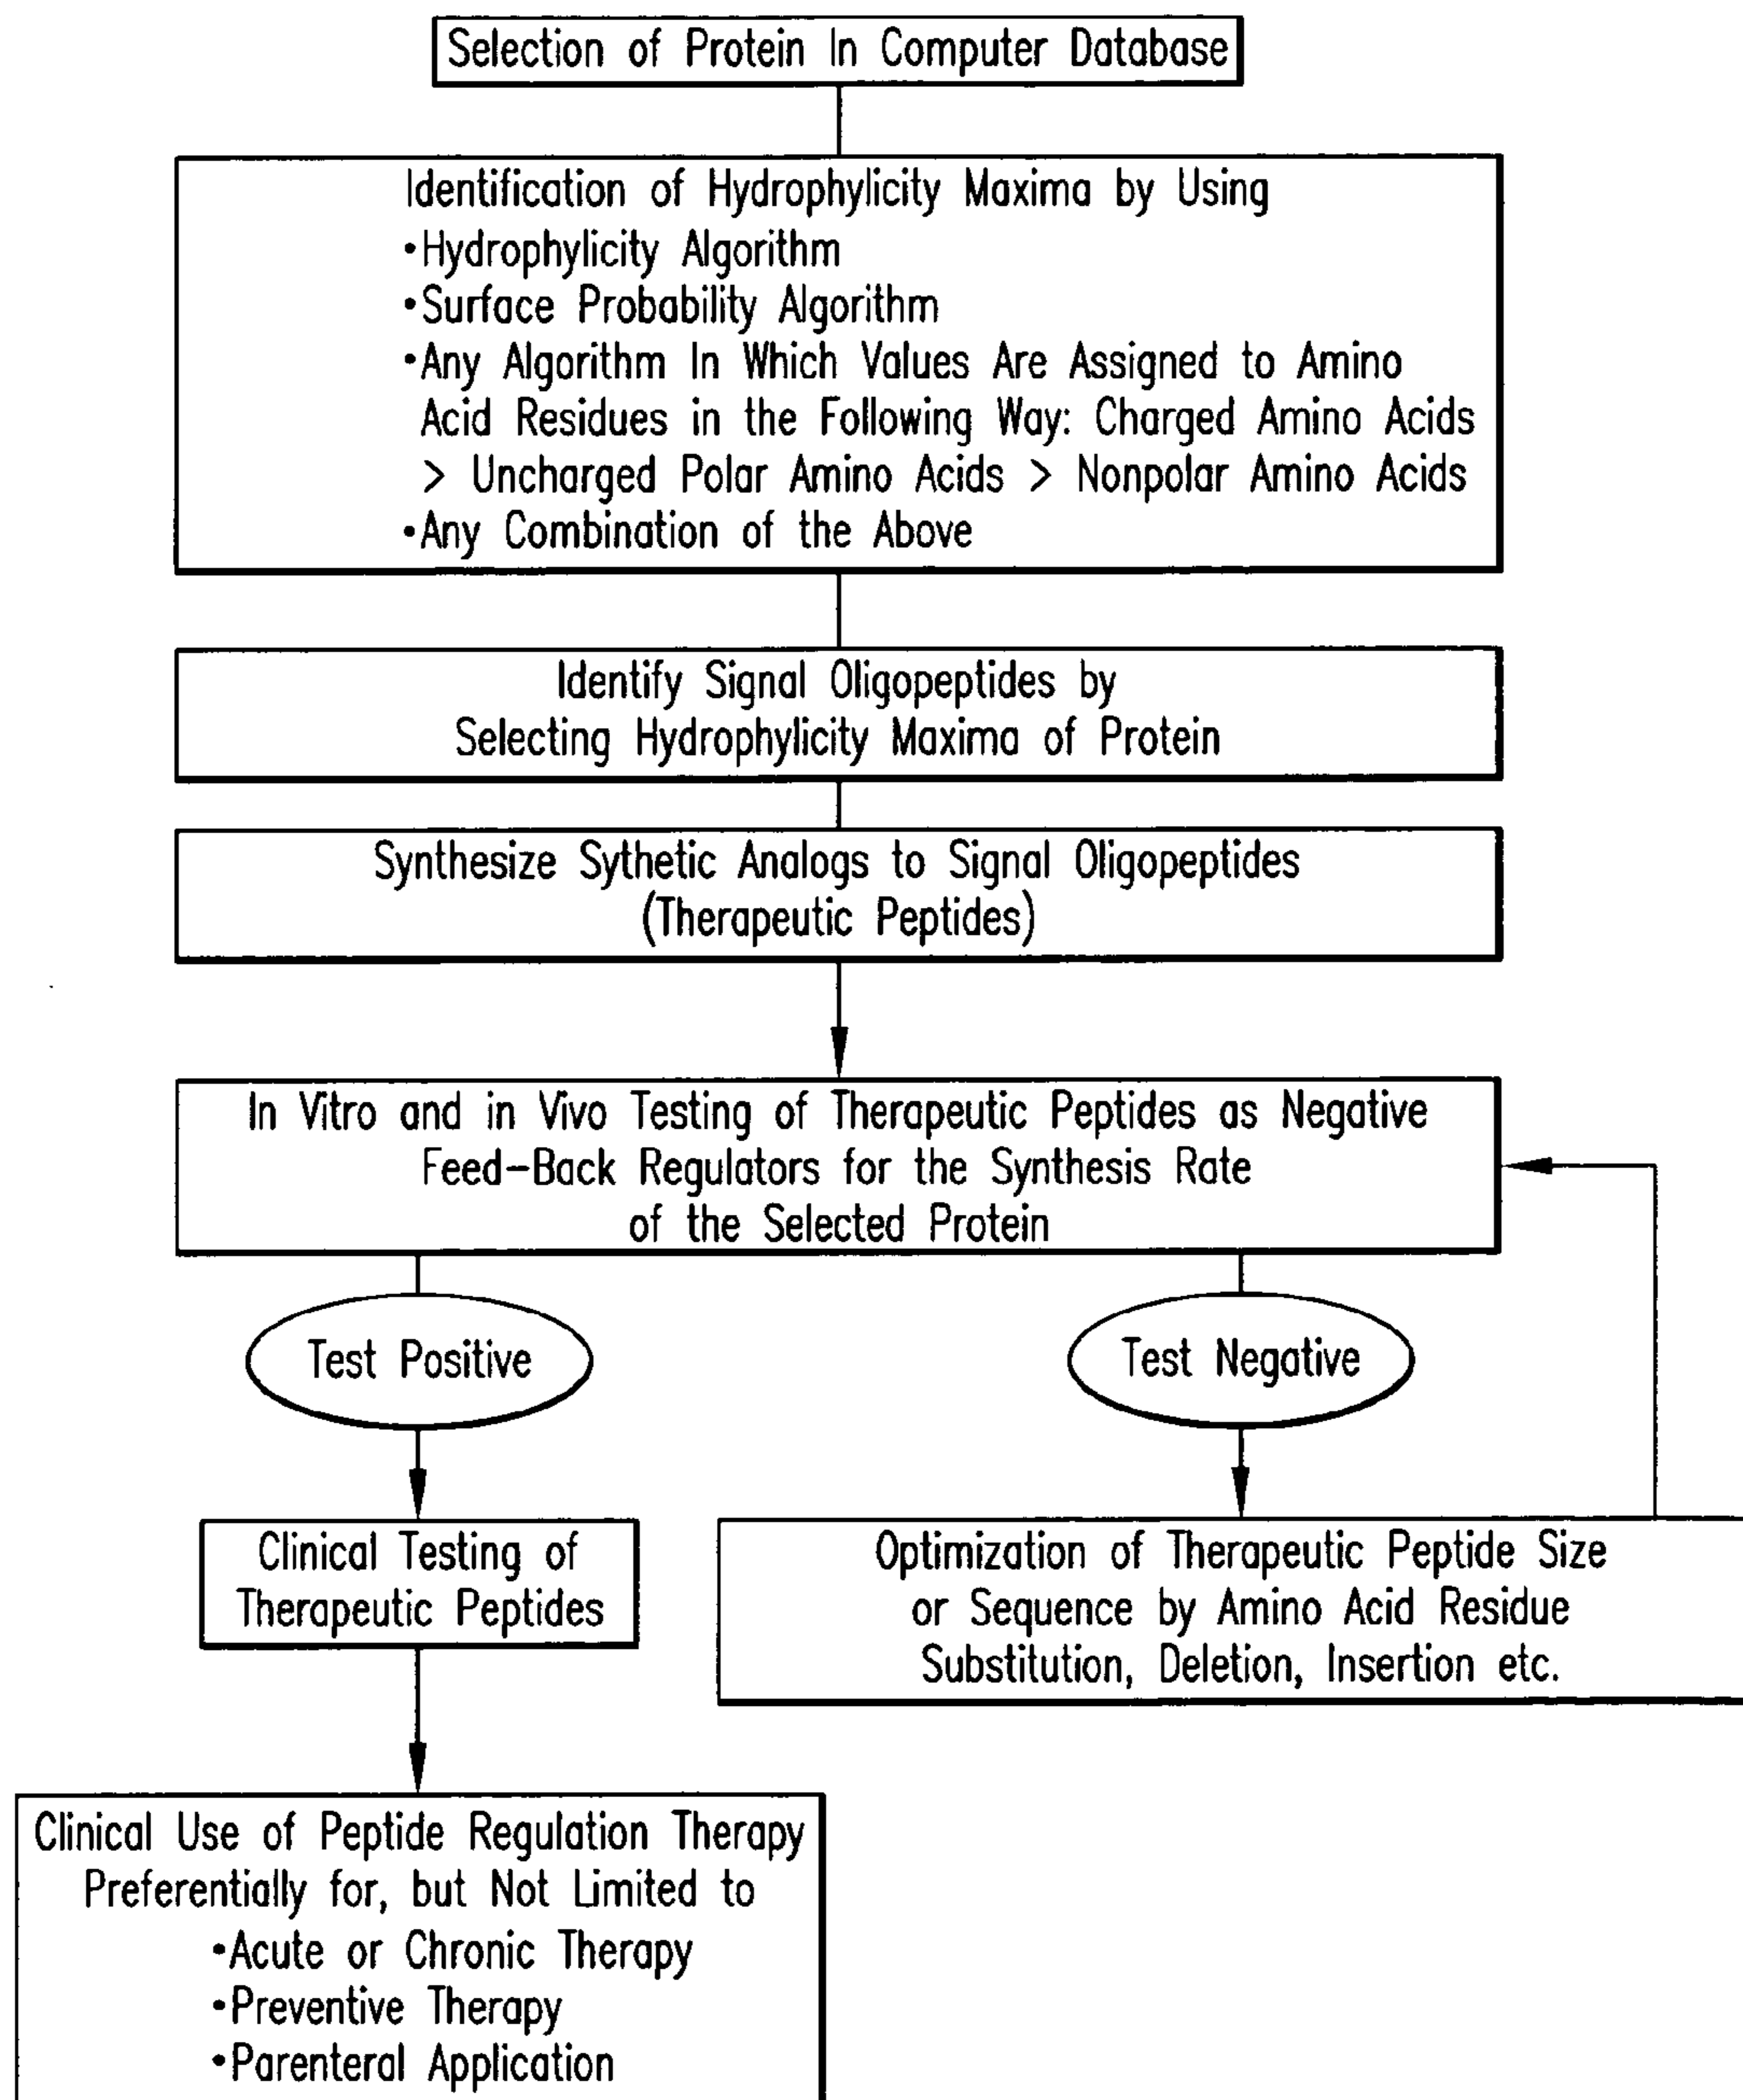 Selection of Protein In Computer Database
Identification of Hydrophylicity Maxima by Using
•Hydrophylicity Algorithm
•Surface Probability Algorithm
•Any Algorithm In Which Values Are Assigned to Amino
Acid Residues in the Following Way: Charged Amino Acids
> Uncharged Polar Amino Acids > Nonpolar Amino Acids
•Any Combination of the Above
Identify Signal Oligopeptides by
Selecting Hydrophylicity Maxima of Protein
Synthesize Sythetic Analogs to Signal Oligopeptides
(Therapeutic Peptides)
In Vitro and in Vivo Testing of Therapeutic Peptides as Negative
Feed-Back Regulators for the Synthesis Rate
of the Selected Protein
Test Positive
Test Negative
Clinical Testing of
Therapeutic Peptides
Optimization of Therapeutic Peptide Size
or Sequence by Amino Acid Residue
Substitution, Deletion, Insertion etc.
Clinical Use of Peptide Regulation Therapy
Preferentially for, but Not Limited to
•Acute or Chronic Therapy
•Preventive Therapy
•Parenteral Application